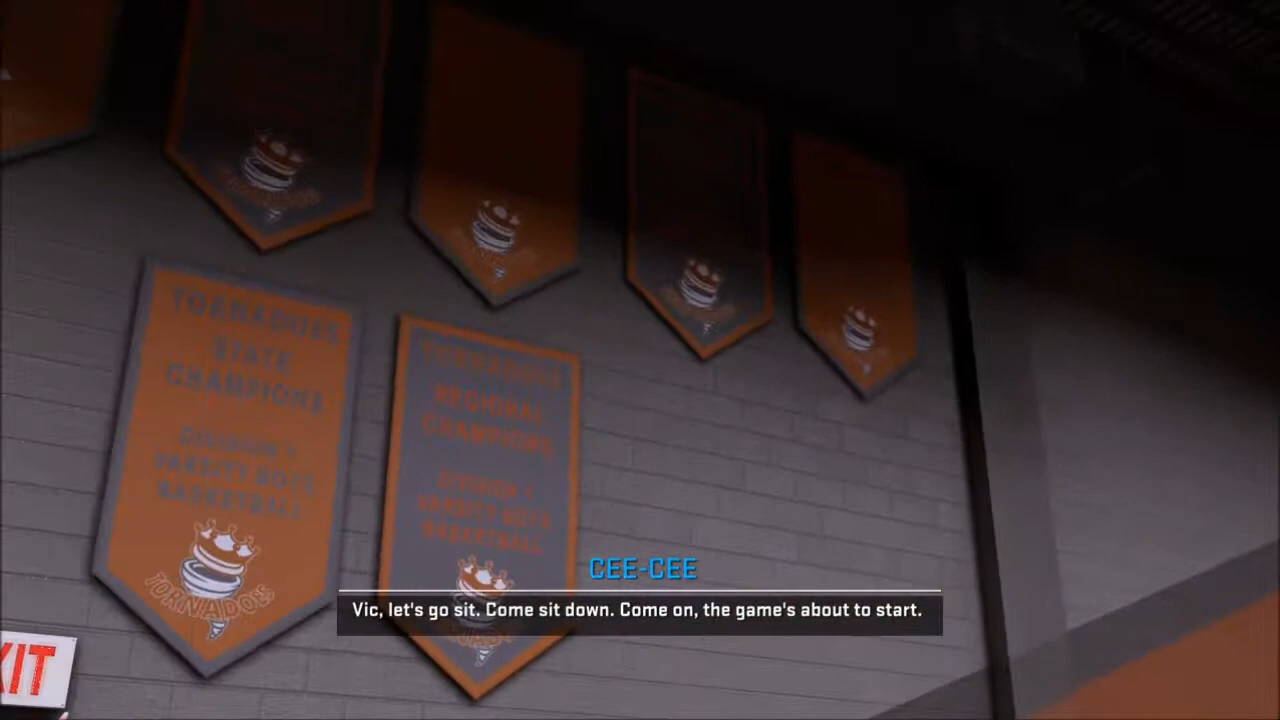 TORNADOES
STATE
CHAMPIONS
DIVISION 1
VARSITY BOYS
BASKETBALL
TORNADOES
TORNADOES
REGIONAL
CHAMPIONS
DIVISION 1
VARSITY BOYS
BASKETBALL
CEE-CEE
Vic, let's go sit. Come sit down. Come on, the game's about to start.
XIT